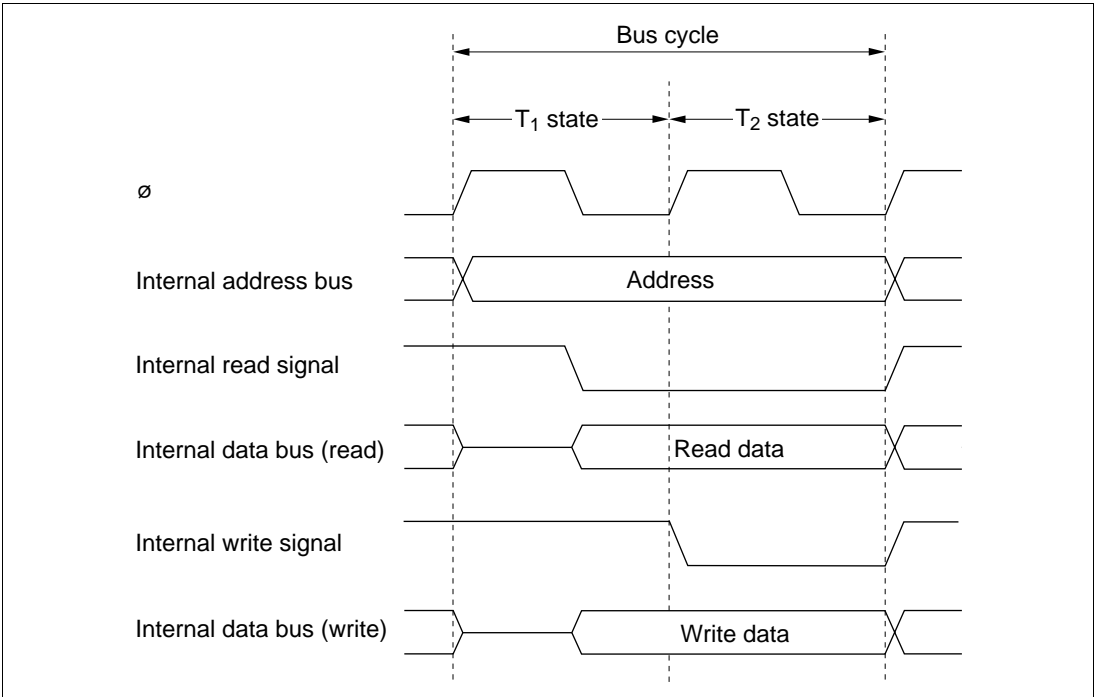 Bus cycle
T₁ state
T₂ state
ø
Internal address bus
Address
Internal read signal
Internal data bus (read)
Read data
Internal write signal
Internal data bus (write)
Write data